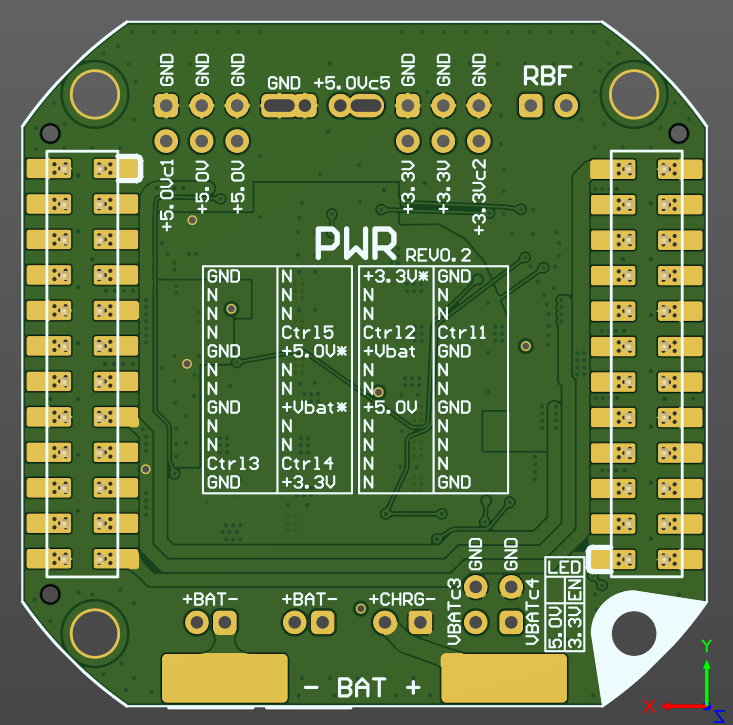 GND GND GND GND +5.0Vc5 GND GND GND RBF
+5.0Vc1 +5.0V +5.0V +3.3V +3.3V +3.3Vc2
PWR REV0.2
GND N +3.3V* GND
N N N N
N N N N
N Ctrl5 Ctrl2 Ctrl1
GND +5.0V* +Vbat GND
N N N N
N N N N
GND +Vbat* +5.0V GND
N N N N
N N N N
Ctrl3 Ctrl4 N N
GND +3.3V N GND
GND GND
LED
VBATc3 VBATc4 5.0V
3.3V EN
+BAT- +BAT- +CHRG-
- BAT +
Y
X
Z